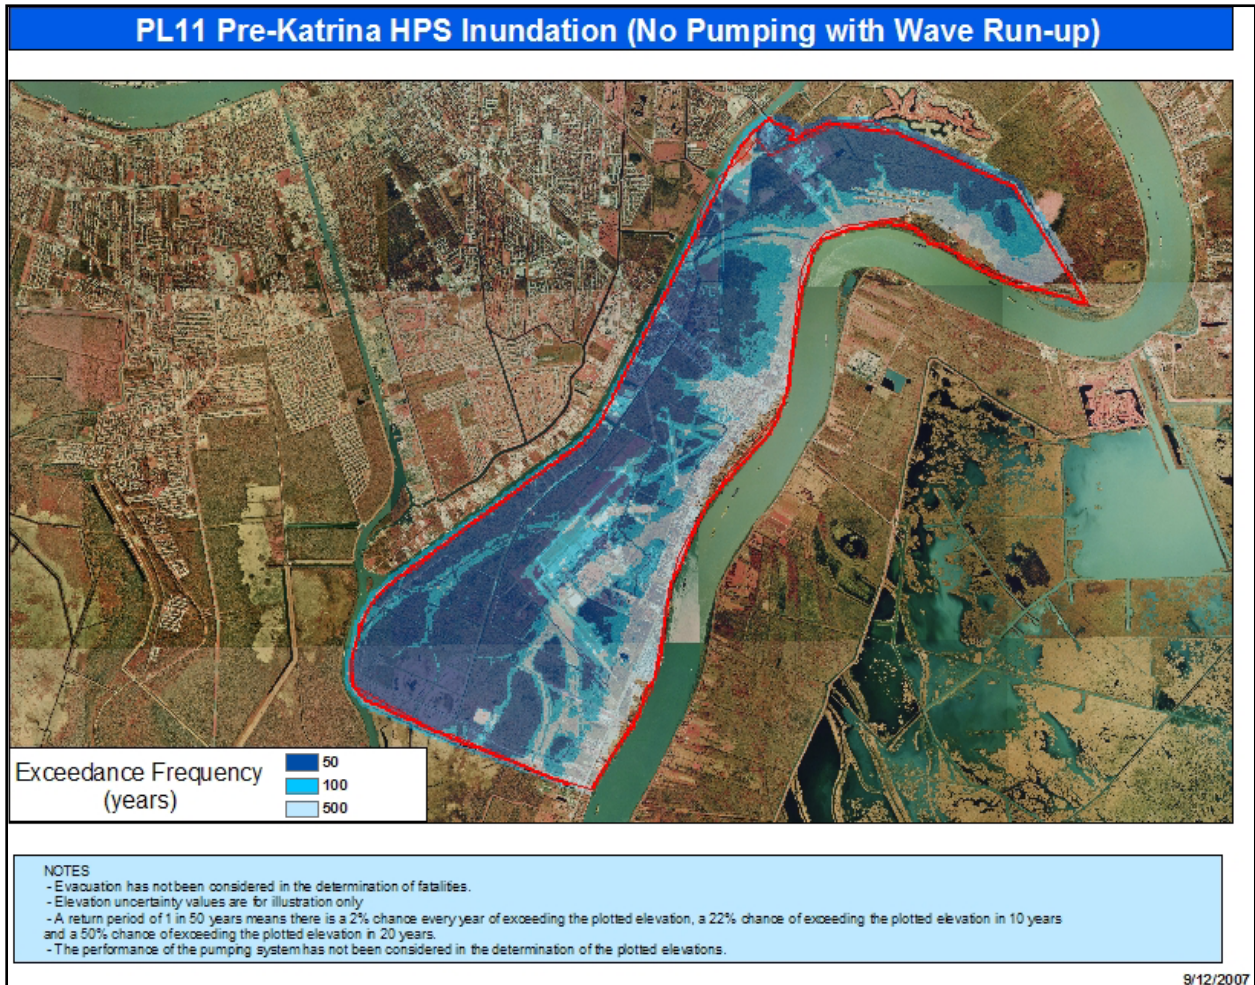 PL11 Pre-Katrina HPS Inundation (No Pumping with Wave Run-up)
Exceedance Frequency
(years)
50
100
500
NOTES
- Evacuation has not been considered in the determination of fatalities.
- Elevation uncertainty values are for illustration only
- A return period of 1 in 50 years means there is a 2% chance every year of exceeding the plotted elevation, a 22% chance of exceeding the plotted elevation in 10 years
and a 50% chance of exceeding the plotted elevation in 20 years.
- The performance of the pumping system has not been considered in the determination of the plotted elevations.
9/12/2007